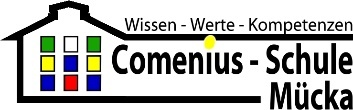 Wissen - Werte - Kompetenzen
Comenius - Schule
Mücka